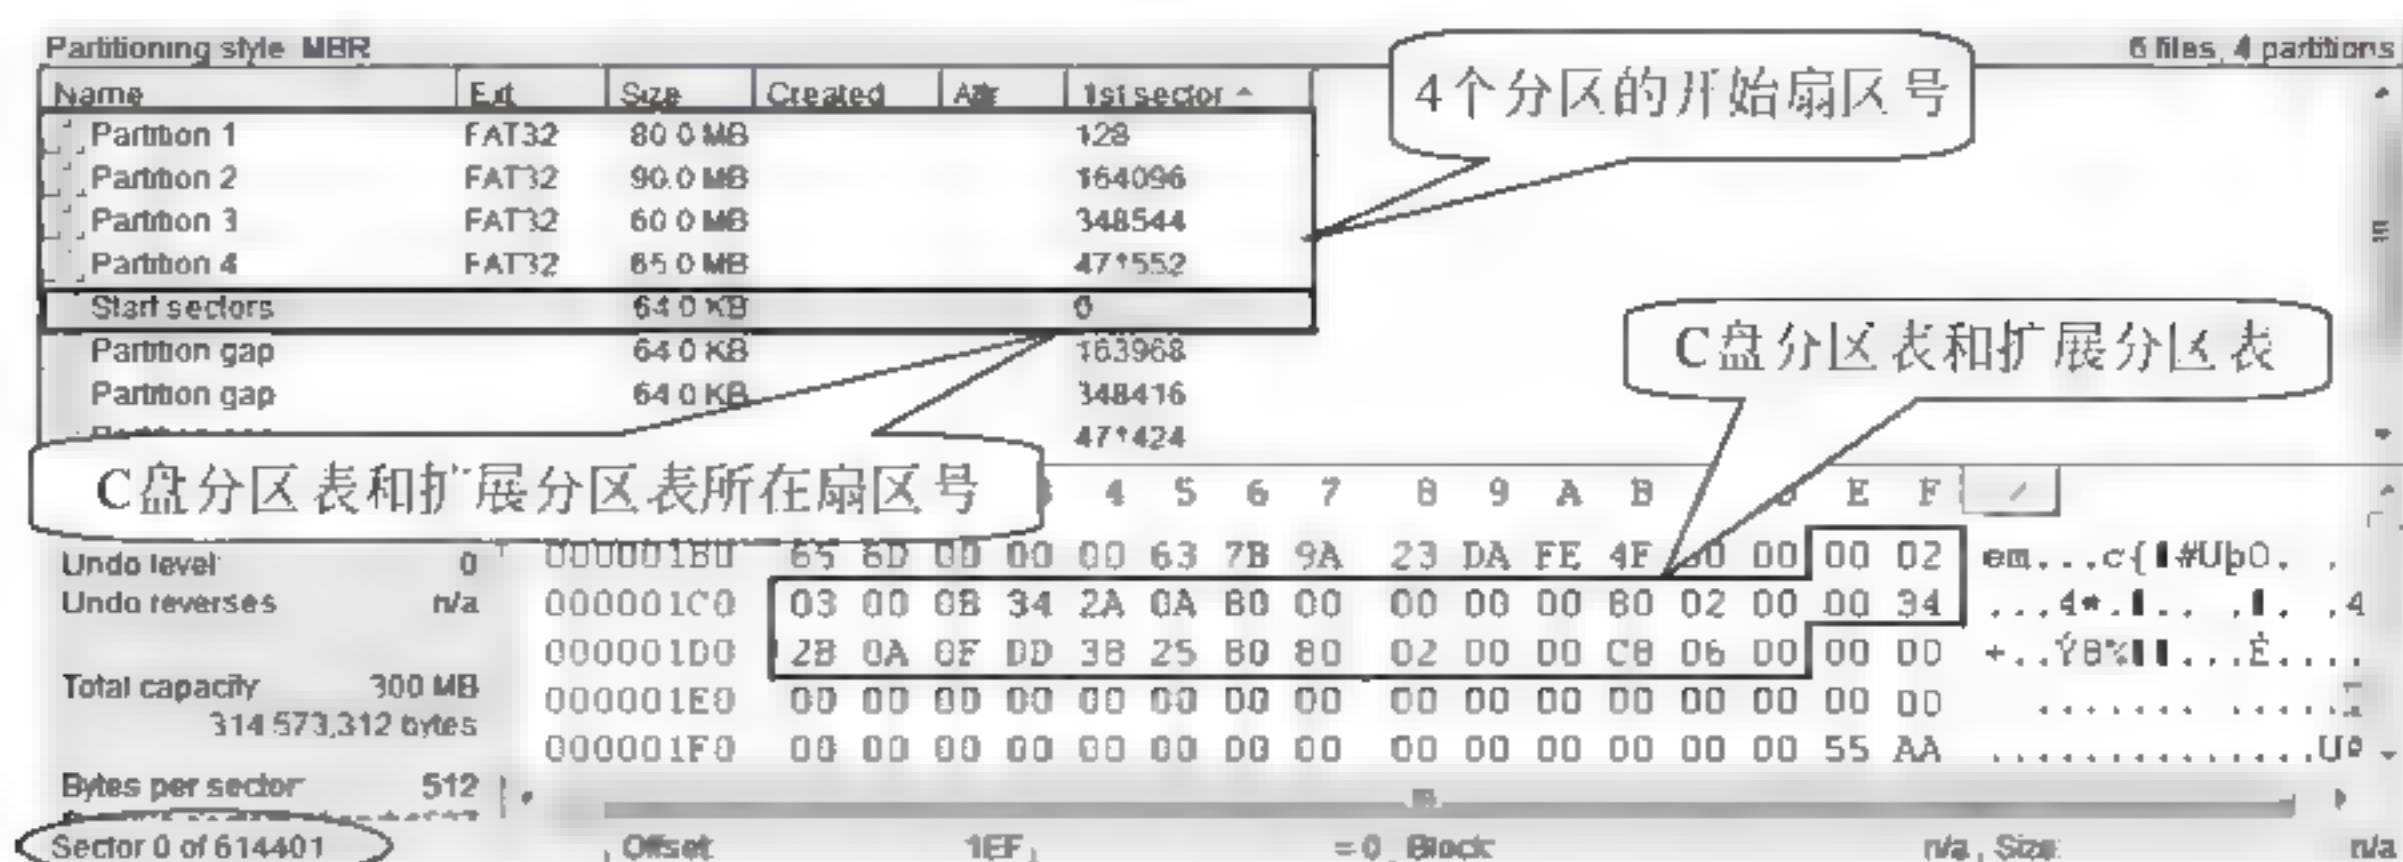 Partitioning style MBR 6 files, 4 partitions
Name Ext Size Created Attr 1st sector
4个分区的开始扇区号
Partition 1 FAT32 80.0 MB 128
Partition 2 FAT32 90.0 MB 164096
Partition 3 FAT32 60.0 MB 348544
Partition 4 FAT32 65.0 MB 471552
Start sectors 64.0 KB 0
Partition gap 64.0 KB 163968
C盘分区表和扩展分区表
Partition gap 64.0 KB 348416
471424
C盘分区表和扩展分区表所在扇区号
4 5 6 7 8 9 A B E F
Undo level 0
000001B0 65 6D 00 00 00 63 7B 9A 23 DA FE 4F 00 00 00 02 em...c{ #UþO. .
Undo reverses n/a
000001C0 03 00 0B 34 2A 0A 80 00 00 00 00 80 02 00 00 34
000001D0 2B 0A 0F DD 3B 25 80 80 02 00 00 C8 06 00 00 00
Total capacity 300 MB
000001E0 00 00 00 00 00 00 00 00 00 00 00 00 00 00 00 00
314,573,312 bytes
000001F0 00 00 00 00 00 00 00 00 00 00 00 00 00 00 55 AA ..............Uª
Bytes per sector 512
Sector 0 of 614401 Offset: 1EF = 0 Block: n/a Size: n/a